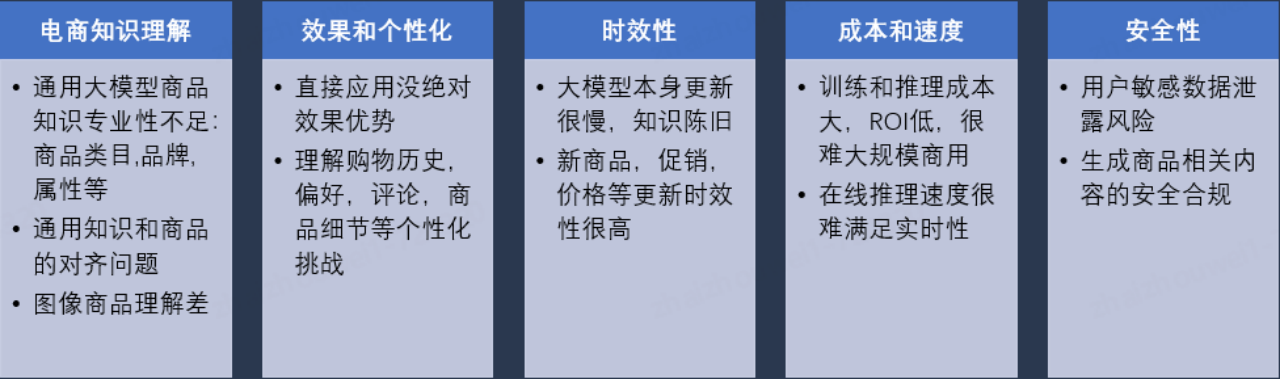 电商知识理解
• 通用大模型商品
知识专业性不足：
商品类目,品牌,
属性等
• 通用知识和商品
的对齐问题
• 图像商品理解差
效果和个性化
• 直接应用没绝对
效果优势
• 理解购物历史，
偏好，评论，商
品细节等个性化
挑战
时效性
• 大模型本身更新
很慢，知识陈旧
• 新商品，促销，
价格等更新时效
性很高
成本和速度
• 训练和推理成本
大，ROI低，很
难大规模商用
• 在线推理速度很
难满足实时性
安全性
• 用户敏感数据泄
露风险
• 生成商品相关内
容的安全合规